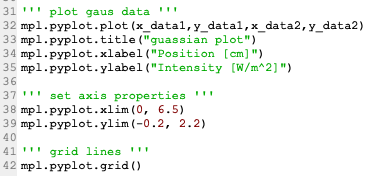 31 ''' plot gaus data '''
32 mpl.pyplot.plot(x_data1,y_data1,x_data2,y_data2)
33 mpl.pyplot.title("guassian plot")
34 mpl.pyplot.xlabel("Position [cm]")
35 mpl.pyplot.ylabel("Intensity [W/m^2]")
36
37 ''' set axis properties '''
38 mpl.pyplot.xlim(0, 6.5)
39 mpl.pyplot.ylim(-0.2, 2.2)
40
41 ''' grid lines '''
42 mpl.pyplot.grid()